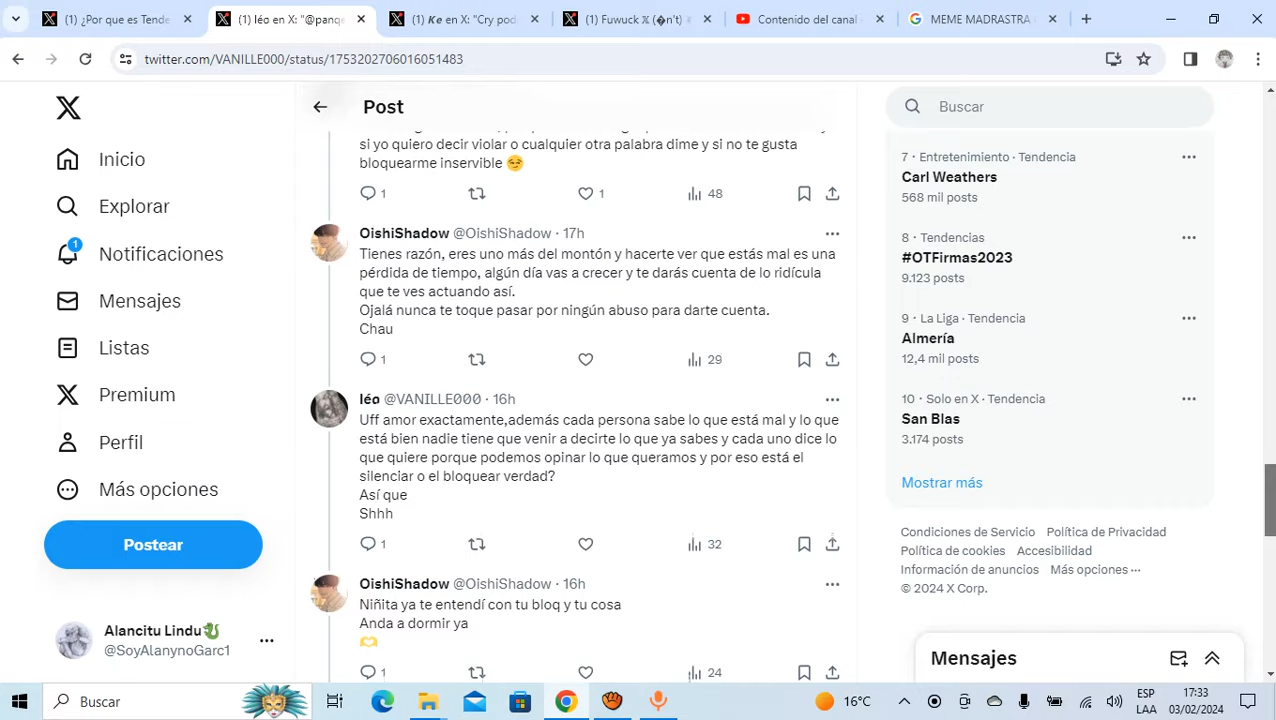 (1) ¿Por que es Tende
(1) léo en X: "@panqe
(1) 𝙆𝙚 en X: "Cry pod
(1) Fuwuck 𝕏 (�n't)
Contenido del canal
MEME MADRASTRA
twitter.com/VANILLE000/status/1753202706016051483
Post
Buscar
Inicio
Explorar
1
Notificaciones
Mensajes
Listas
Premium
Perfil
Más opciones
Postear
Alancitu Lindu
@SoyAlanynoGarc1
si yo quiero decir violar o cualquier otra palabra dime y si no te gusta
bloquearme inservible 😏
1 1 48
OishiShadow @OishiShadow · 17h
Tienes razón, eres uno más del montón y hacerte ver que estás mal es una
pérdida de tiempo, algún día vas a crecer y te darás cuenta de lo ridícula
que te ves actuando así.
Ojalá nunca te toque pasar por ningún abuso para darte cuenta.
Chau
1 29
léo @VANILLE000 · 16h
Uff amor exactamente,además cada persona sabe lo que está mal y lo que
está bien nadie tiene que venir a decirte lo que ya sabes y cada uno dice lo
que quiere porque podemos opinar lo que queramos y por eso está el
silenciar o el bloquear verdad?
Así que
Shhh
1 32
OishiShadow @OishiShadow · 16h
Niñita ya te entendí con tu bloq y tu cosa
Anda a dormir ya
🫶
1 24
7 · Entretenimiento · Tendencia
Carl Weathers
568 mil posts
8 · Tendencias
#OTFirmas2023
9.123 posts
9 · La Liga · Tendencia
Almería
12,4 mil posts
10 · Solo en X · Tendencia
San Blas
3.174 posts
Mostrar más
Condiciones de Servicio Política de Privacidad
Política de cookies Accesibilidad
Información de anuncios Más opciones ···
© 2024 X Corp.
Mensajes
Buscar
16°C
ESP
LAA
17:33
03/02/2024